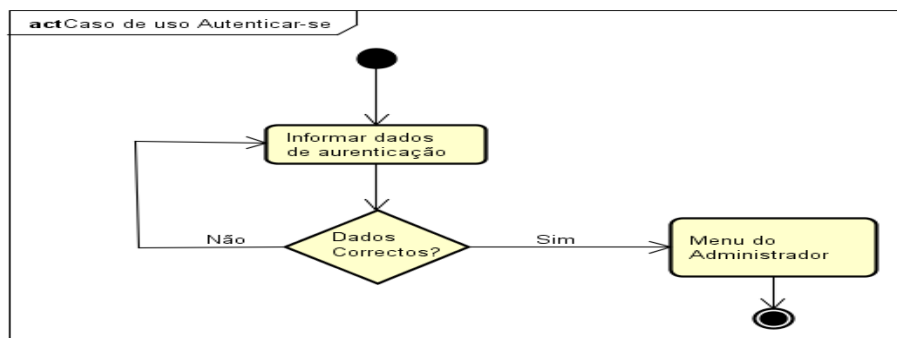 actCaso de uso Autenticar-se
Informar dados
de aurenticação
Dados
Correctos?
Não
Sim
Menu do
Administrador